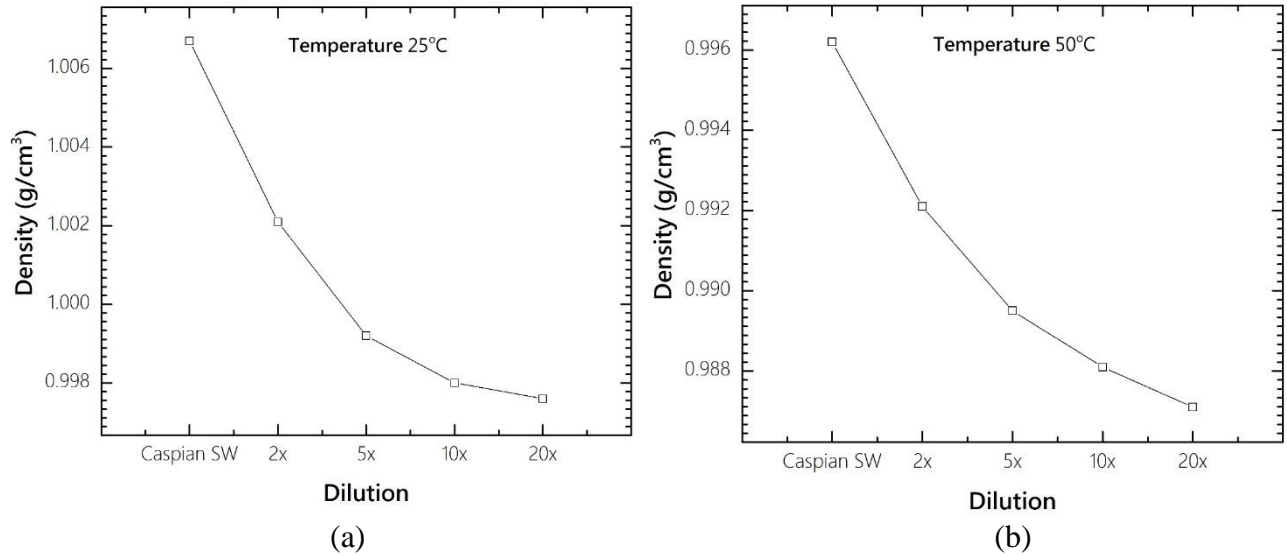 Temperature 25°C
1.006
1.004
1.002
1.000
0.998
Density (g/cm³)
Caspian SW 2x 5x 10x 20x
Dilution
(a)
Temperature 50°C
0.996
0.994
0.992
0.990
0.988
Density (g/cm³)
Caspian SW 2x 5x 10x 20x
Dilution
(b)